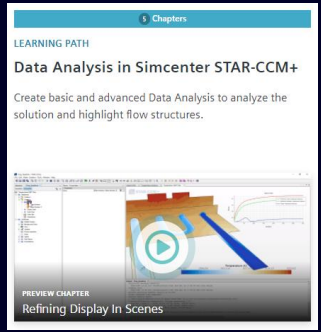 5 Chapters
LEARNING PATH
Data Analysis in Simcenter STAR-CCM+
Create basic and advanced Data Analysis to analyze the
solution and highlight flow structures.
PREVIEW CHAPTER
Refining Display In Scenes